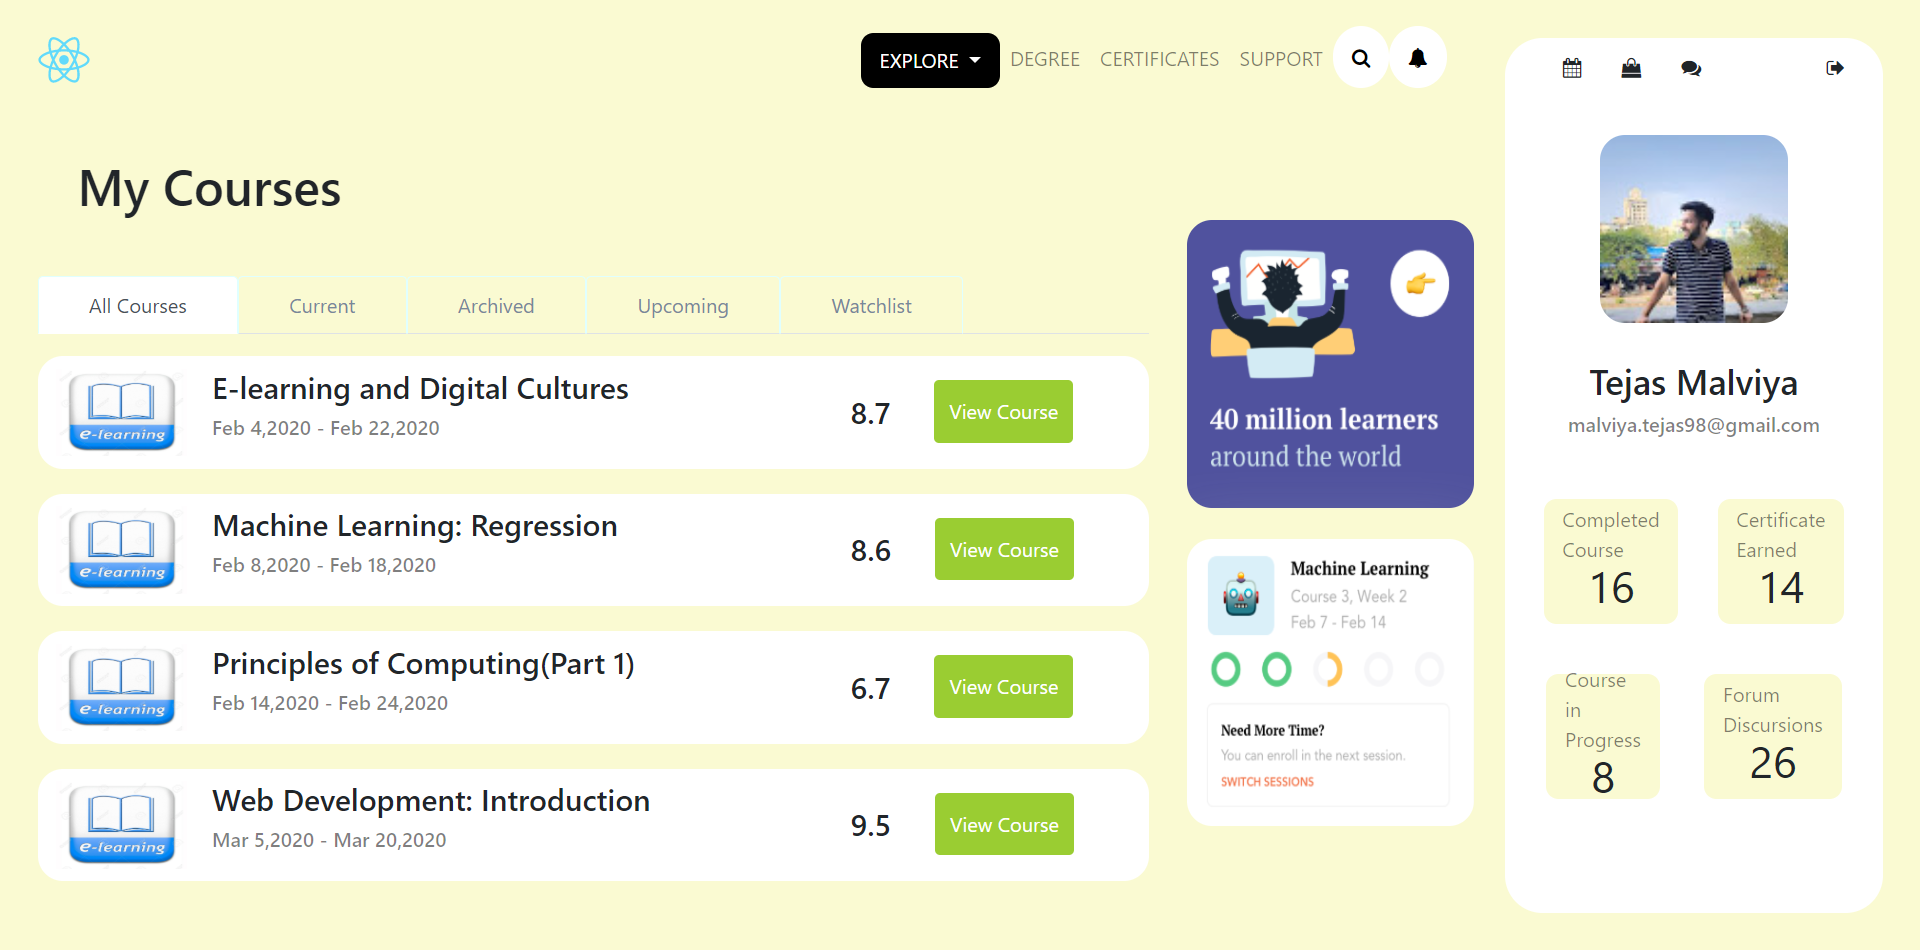 EXPLORE
DEGREE
CERTIFICATES
SUPPORT
My Courses
All Courses
Current
Archived
Upcoming
Watchlist
e-learning
E-learning and Digital Cultures
Feb 4,2020 - Feb 22,2020
8.7
View Course
e-learning
Machine Learning: Regression
Feb 8,2020 - Feb 18,2020
8.6
View Course
e-learning
Principles of Computing(Part 1)
Feb 14,2020 - Feb 24,2020
6.7
View Course
e-learning
Web Development: Introduction
Mar 5,2020 - Mar 20,2020
9.5
View Course
40 million learners
around the world
Machine Learning
Course 3, Week 2
Feb 7 - Feb 14
Need More Time?
You can enroll in the next session.
SWITCH SESSIONS
Tejas Malviya
malviya.tejas98@gmail.com
Completed
Course
16
Certificate
Earned
14
Course
in
Progress
8
Forum
Discursions
26